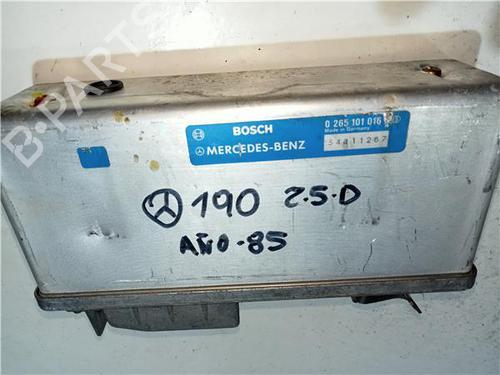 B-PARTS
BOSCH
MERCEDES-BENZ
0 265 101 016
Made in Germany
54411267
190 2.5.D
AÑO-85